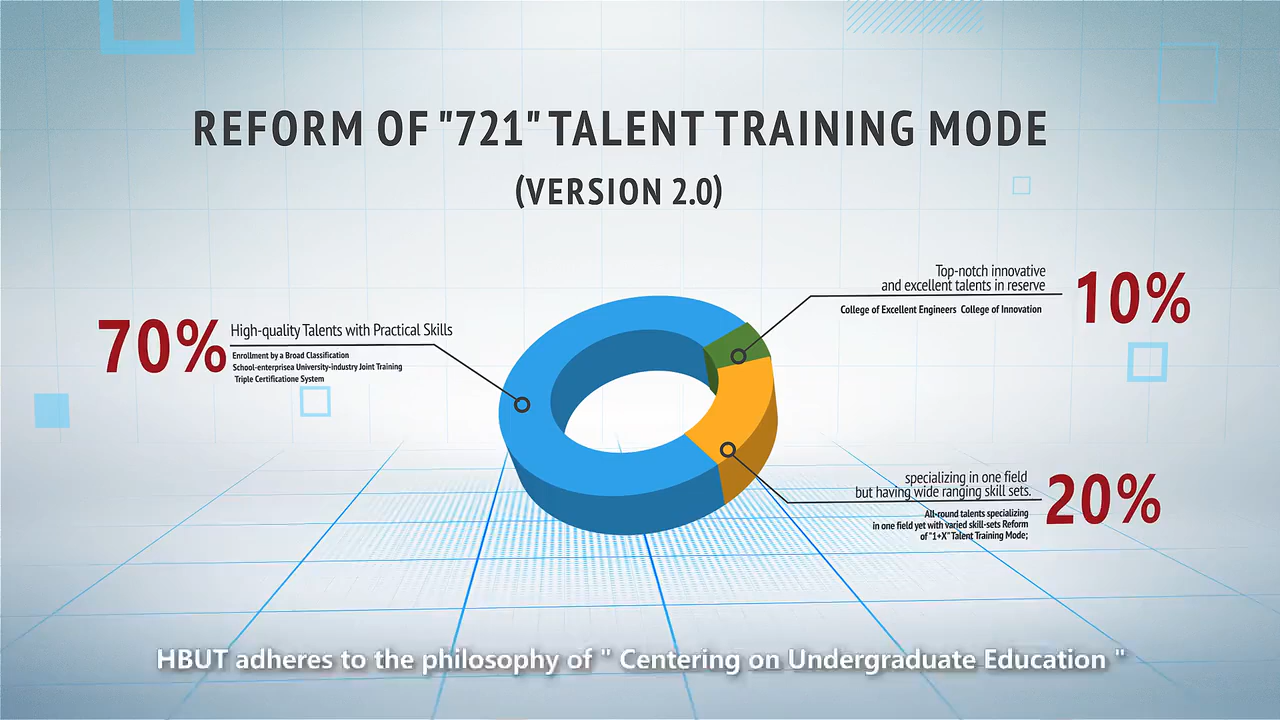 REFORM OF "721" TALENT TRAINING MODE
(VERSION 2.0)
70%
High-quality Talents with Practical Skills
Enrollment by a Broad Classification
School-enterprisea University-industry Joint Training
Triple Certificatione System
Top-notch innovative
and excellent talents in reserve
10%
College of Excellent Engineers College of Innovation
specializing in one field
but having wide ranging skill sets.
20%
All-round talents specializing
in one field yet with varied skill-sets Reform
of "1+X" Talent Training Mode;
HBUT adheres to the philosophy of " Centering on Undergraduate Education "